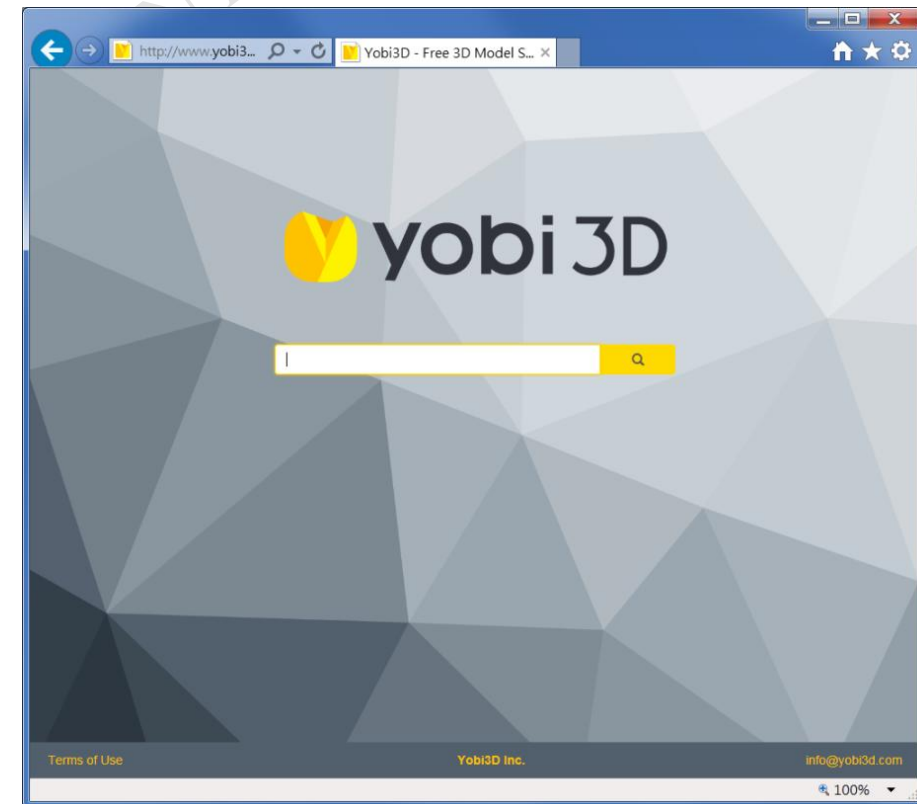 http://www.yobi3...
Yobi3D - Free 3D Model S...
yobi 3D
Terms of Use
Yobi3D Inc.
info@yobi3d.com
100%